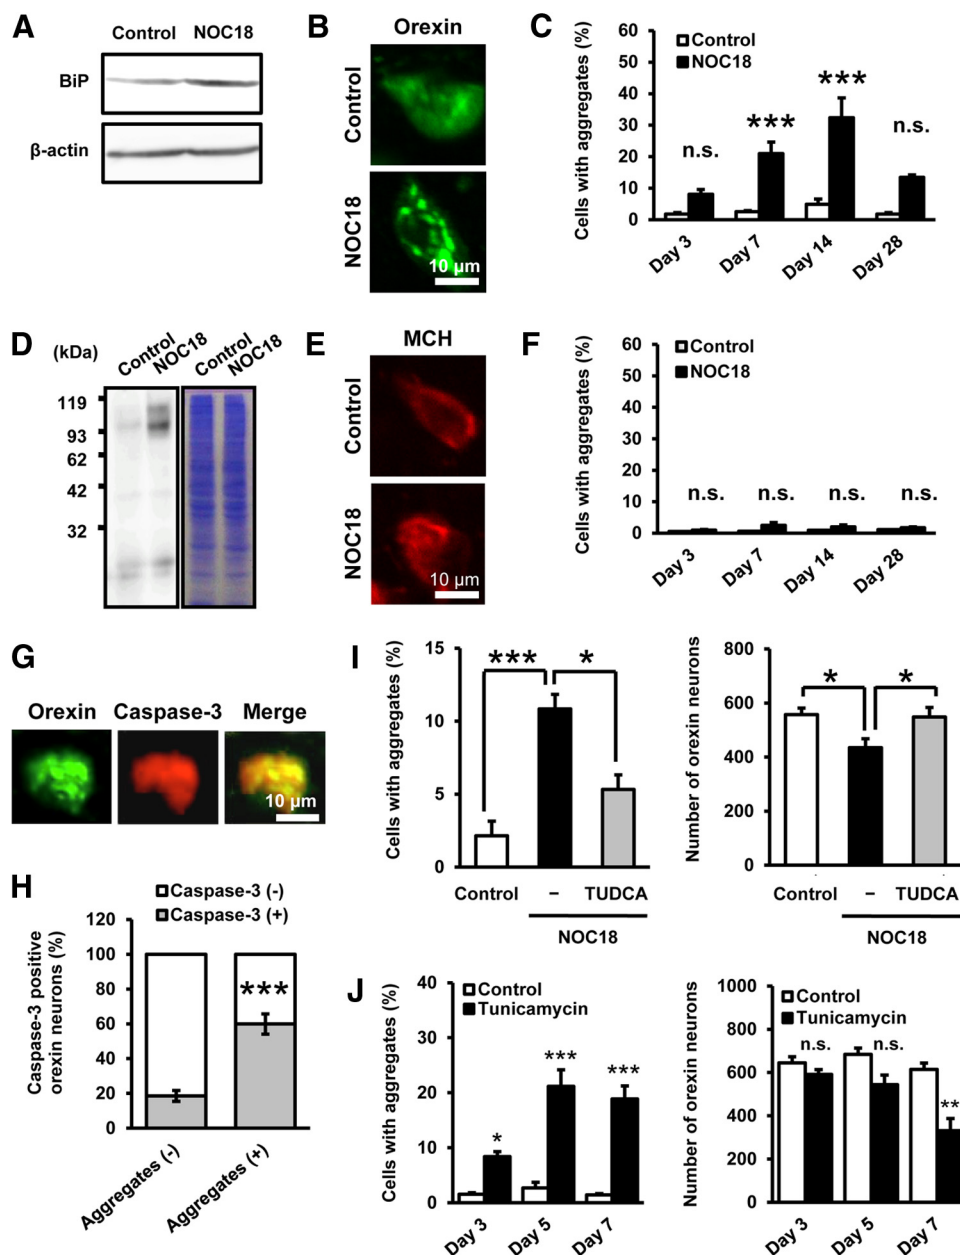 A
Control NOC18
BiP
β-actin
B
Orexin
Control
NOC18
10 µm
C
Cells with aggregates (%)
60
50
40
30
20
10
0
Control
NOC18
n.s.
***
***
n.s.
Day 3
Day 7
Day 14
Day 28
D
(kDa)
Control
NOC18
Control
NOC18
119
93
62
42
32
E
MCH
Control
NOC18
10 µm
F
Cells with aggregates (%)
60
50
40
30
20
10
0
Control
NOC18
n.s.
n.s.
n.s.
n.s.
Day 3
Day 7
Day 14
Day 28
G
Orexin Caspase-3 Merge
10 µm
H
Caspase-3 (-)
Caspase-3 (+)
Caspase-3 positive
orexin neurons (%)
120
100
80
60
40
20
0
***
Aggregates (-)
Aggregates (+)
I
Cells with aggregates (%)
15
10
5
0
***
*
Control – TUDCA
NOC18
Number of orexin neurons
800
600
400
200
0
*
*
Control – TUDCA
NOC18
J
Cells with aggregates (%)
40
30
20
10
0
Control
Tunicamycin
*
***
***
Day 3
Day 5
Day 7
Number of orexin neurons
1000
800
600
400
200
0
Control
Tunicamycin
n.s.
n.s.
**
Day 3
Day 5
Day 7